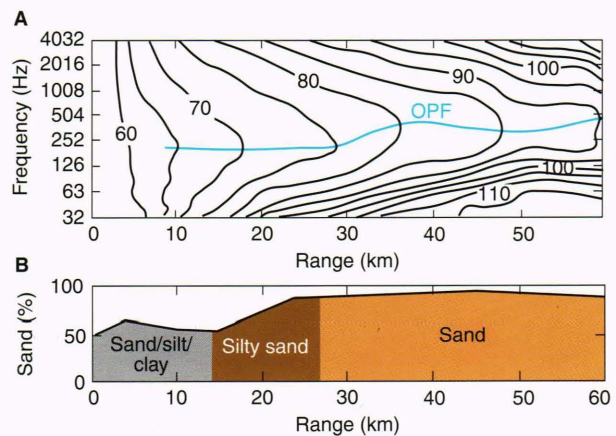 A
Frequency (Hz)
4032
2016
1008
504
252
126
63
32
60
70
80
90
100
OPF
100
110
0 10 20 30 40 50
Range (km)
B
Sand (%)
100
50
0
Sand/silt/
clay
Silty sand
Sand
0 10 20 30 40 50 60
Range (km)